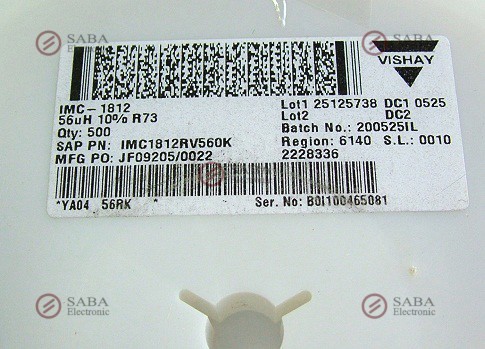 SABA
Electronic
SABA
Electronic
VISHAY
IMC-1812
56uH 10% R73
Qty: 500
SAP PN: IMC1812RV560K
MFG PO: JF09205/0022
Lot1 25125738 DC1 0525
Lot2 DC2
Batch No.: 200525IL
Region: 6140 S.L.: 0010
2228336
SABA
Electronic
*YA04 56RK *
Ser. No: B0I100465081
SABA
Electronic
SABA
Electronic